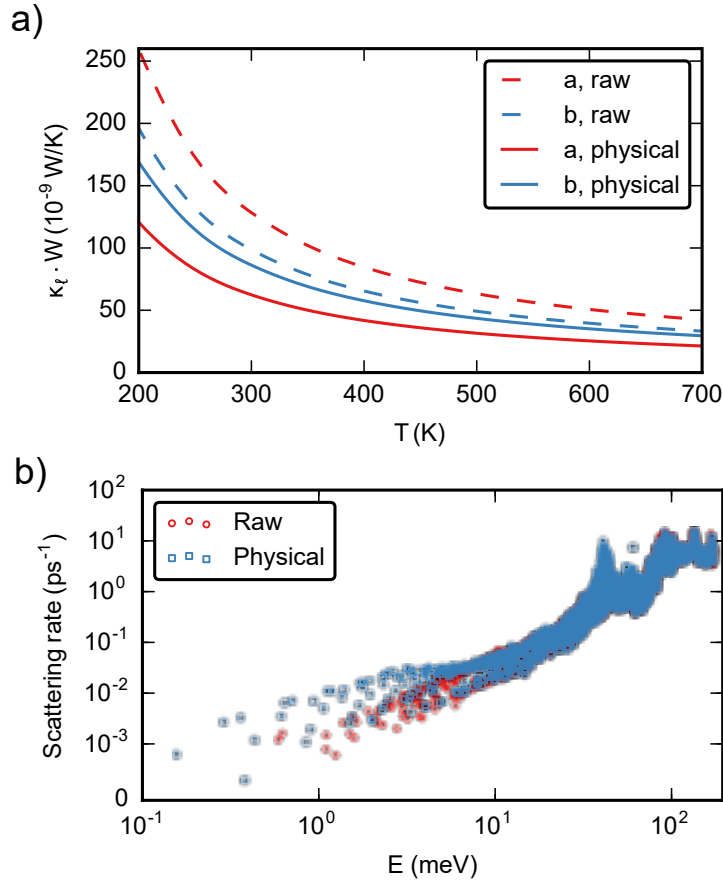 a)
κℓ · W (10⁻⁹ W/K)
250
200
150
100
50
0
a, raw
b, raw
a, physical
b, physical
200 300 400 500 600 700
T (K)
b)
Scattering rate (ps⁻¹)
10²
10¹
10⁰
10⁻¹
10⁻²
10⁻³
0
Raw
Physical
10⁻¹ 10⁰ 10¹ 10²
E (meV)